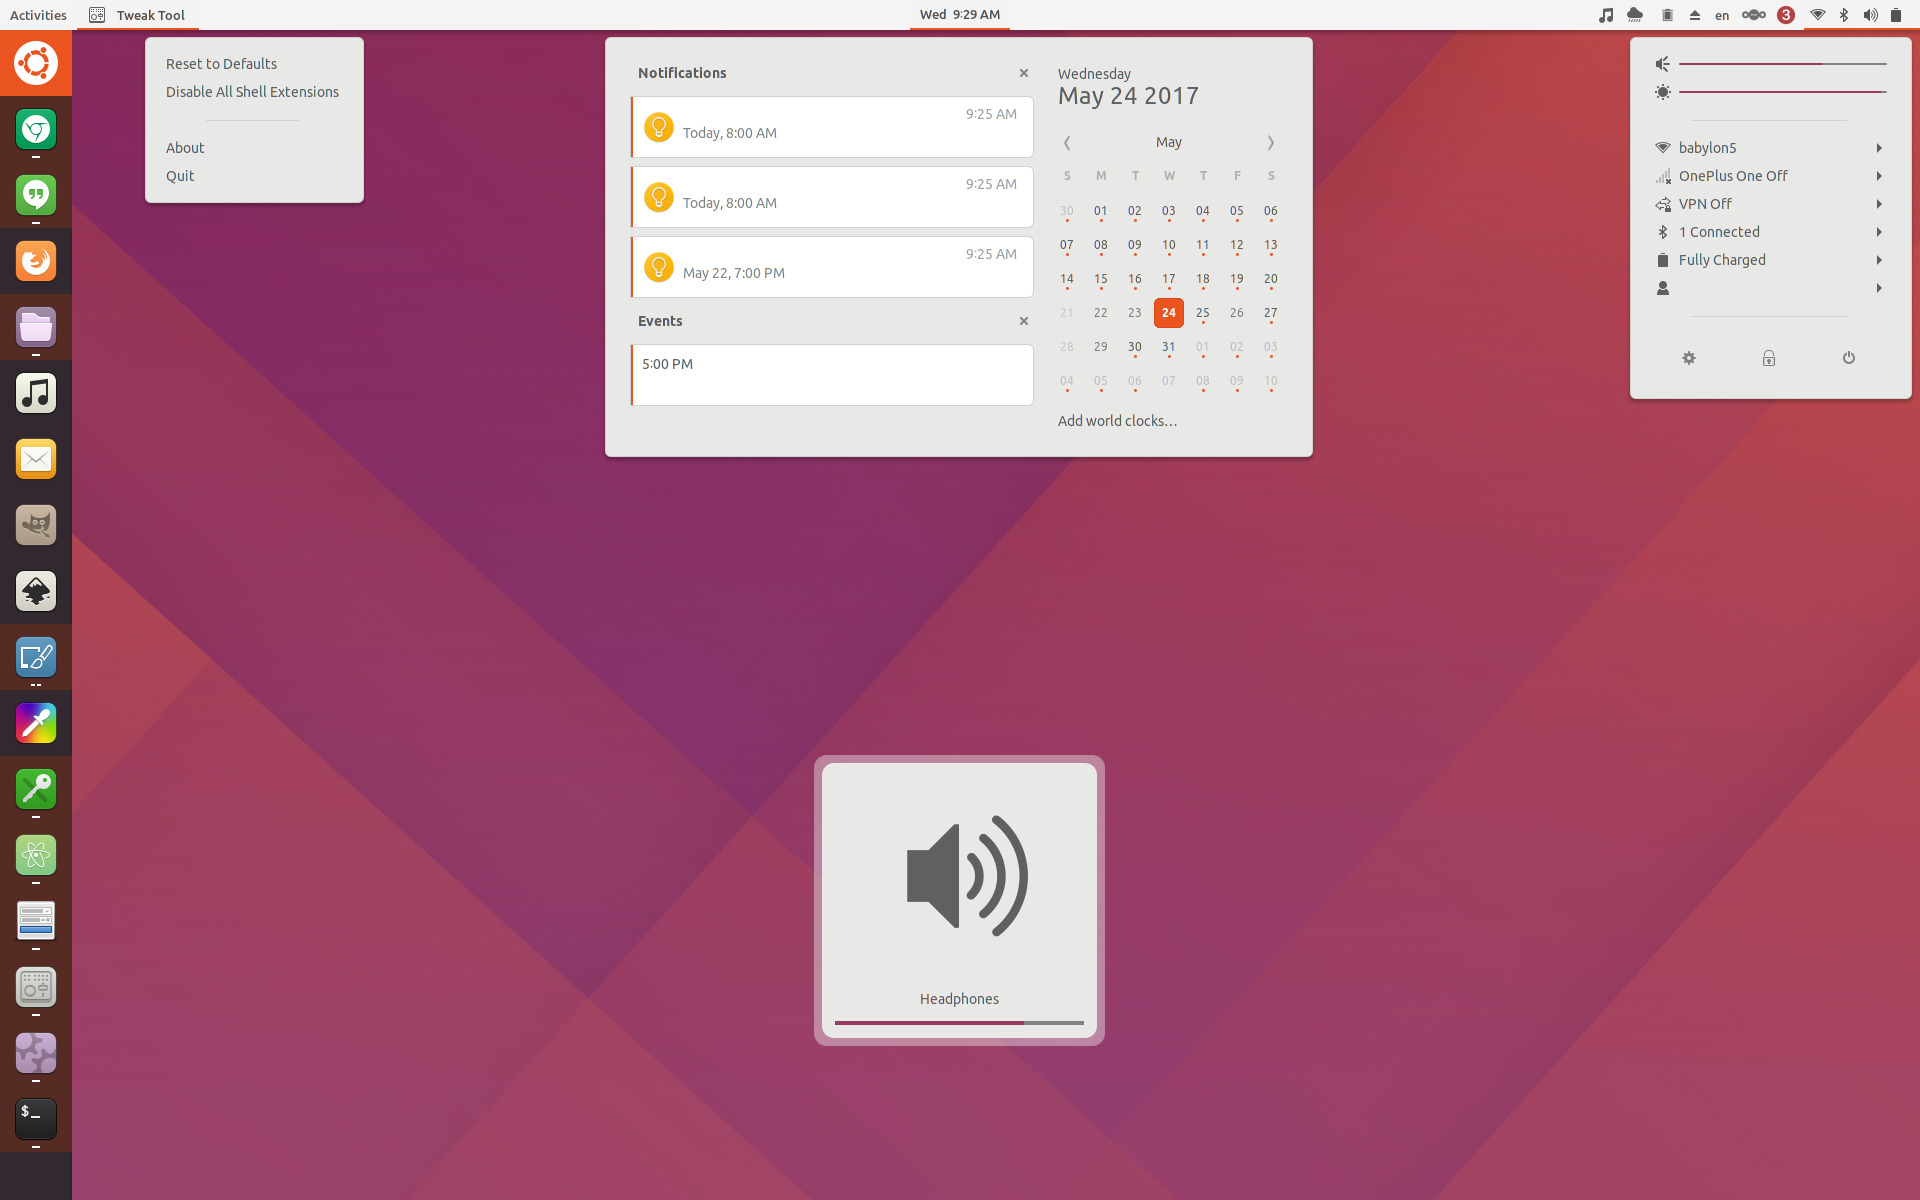 Activities
Tweak Tool
Wed 9:29 AM
en
3
Reset to Defaults
Disable All Shell Extensions
About
Quit
Notifications
9:25 AM
Today, 8:00 AM
9:25 AM
Today, 8:00 AM
9:25 AM
May 22, 7:00 PM
Events
5:00 PM
Wednesday
May 24 2017
May
S M T W T F S
30 01 02 03 04 05 06
07 08 09 10 11 12 13
14 15 16 17 18 19 20
21 22 23 24 25 26 27
28 29 30 31 01 02 03
04 05 06 07 08 09 10
Add world clocks…
babylon5
OnePlus One Off
VPN Off
1 Connected
Fully Charged
$_
Headphones